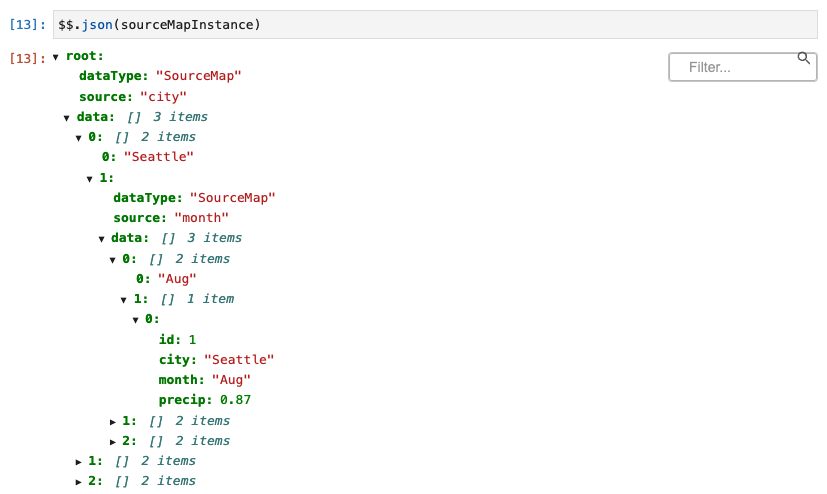 [13]: $$.json(sourceMapInstance)
[13]: ▼ root: Filter...
dataType: "SourceMap"
source: "city"
▼ data: [] 3 items
▼ 0: [] 2 items
0: "Seattle"
▼ 1:
dataType: "SourceMap"
source: "month"
▼ data: [] 3 items
▼ 0: [] 2 items
0: "Aug"
▼ 1: [] 1 item
▼ 0:
id: 1
city: "Seattle"
month: "Aug"
precip: 0.87
▶ 1: [] 2 items
▶ 2: [] 2 items
▶ 1: [] 2 items
▶ 2: [] 2 items